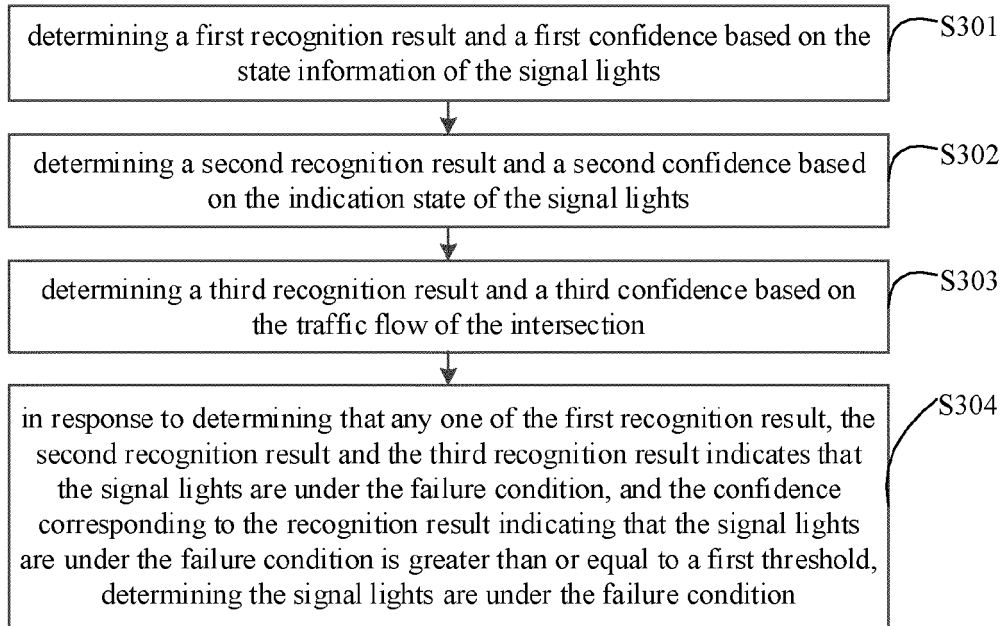 determining a first recognition result and a first confidence based on the
state information of the signal lights
S301
determining a second recognition result and a second confidence based
on the indication state of the signal lights
S302
determining a third recognition result and a third confidence based on
the traffic flow of the intersection
S303
in response to determining that any one of the first recognition result, the
second recognition result and the third recognition result indicates that
the signal lights are under the failure condition, and the confidence
corresponding to the recognition result indicating that the signal lights
are under the failure condition is greater than or equal to a first threshold,
determining the signal lights are under the failure condition
S304